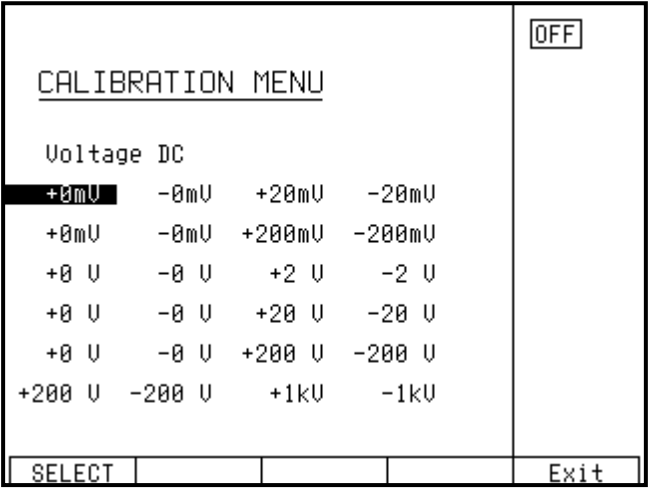 OFF
CALIBRATION MENU
Voltage DC
+0mV -0mV +20mV -20mV
+0mV -0mV +200mV -200mV
+0 V -0 V +2 V -2 V
+0 V -0 V +20 V -20 V
+0 V -0 V +200 V -200 V
+200 V -200 V +1kV -1kV
SELECT Exit